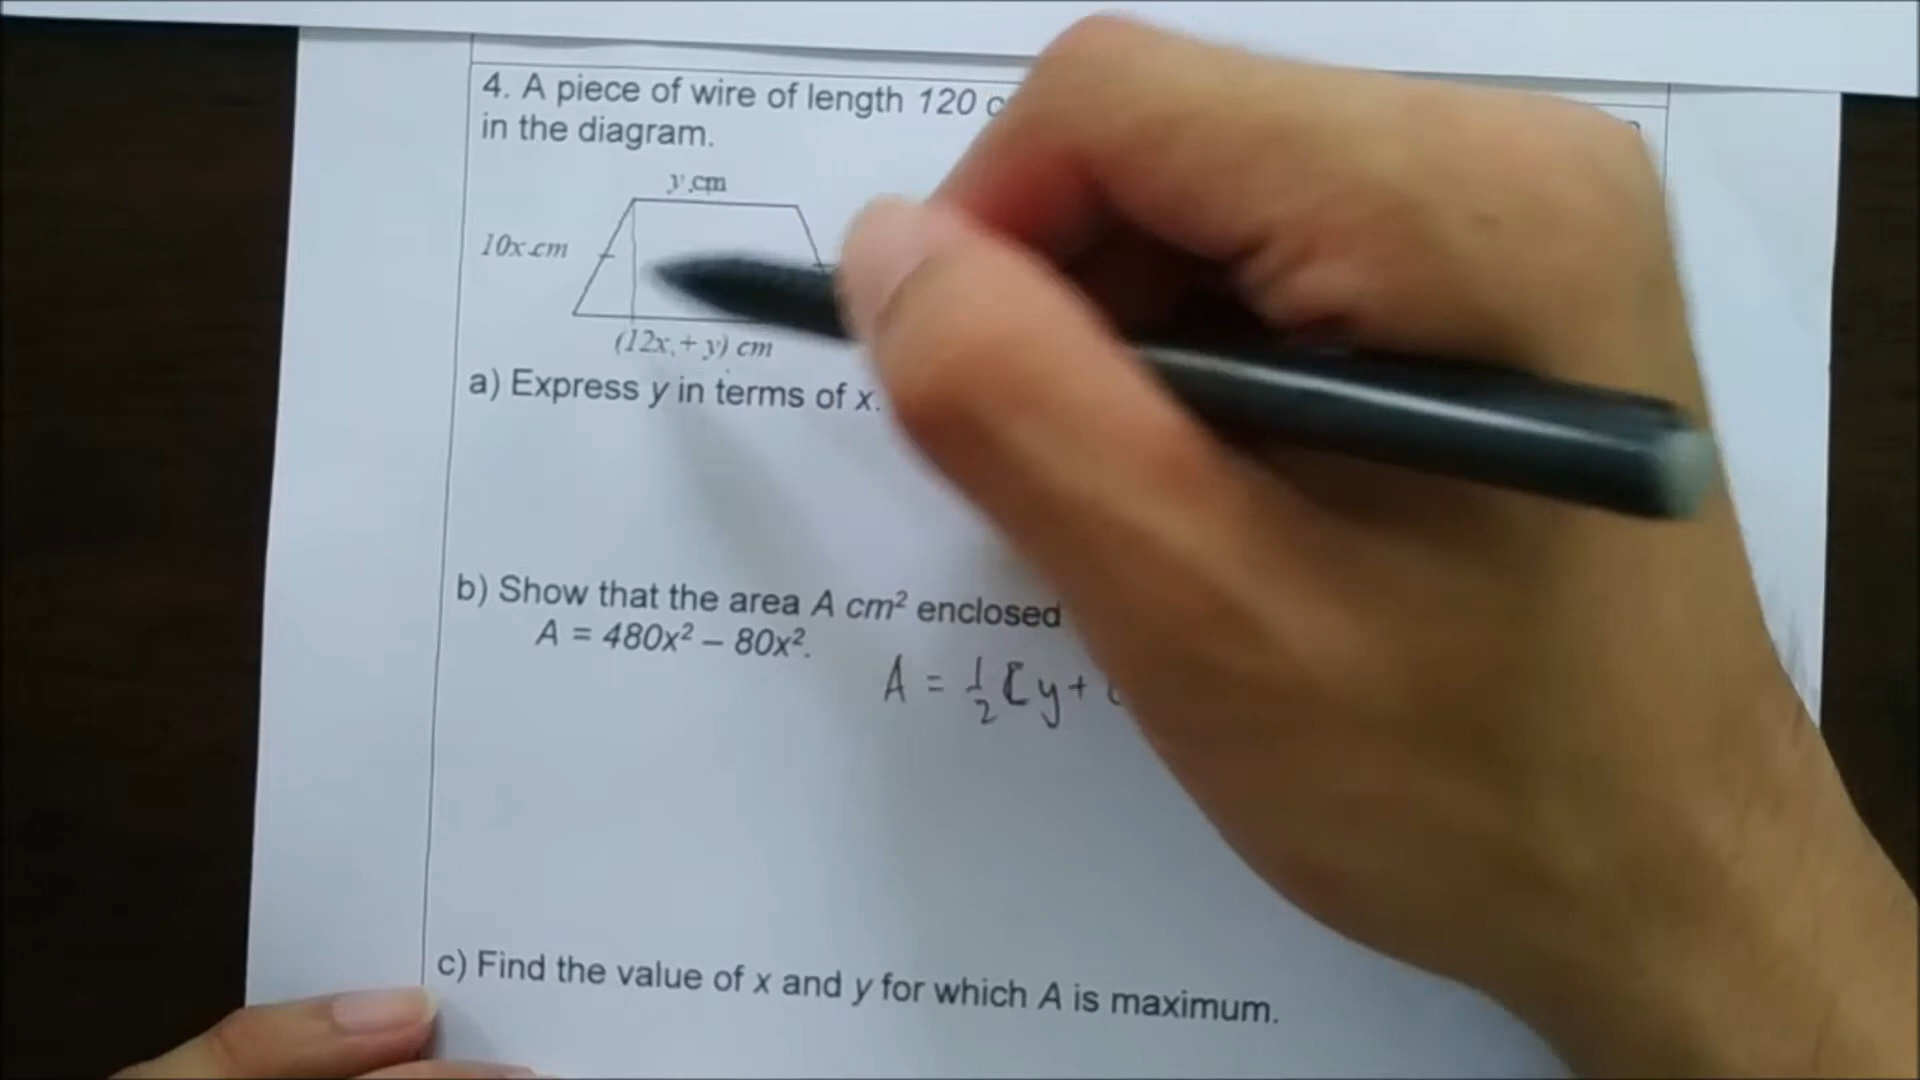 4. A piece of wire of length 120
in the diagram.
y cm
10x cm
(12x + y) cm
a) Express y in terms of x.
b) Show that the area A cm² enclosed
A = 480x² – 80x².
A = ½[y+
c) Find the value of x and y for which A is maximum.